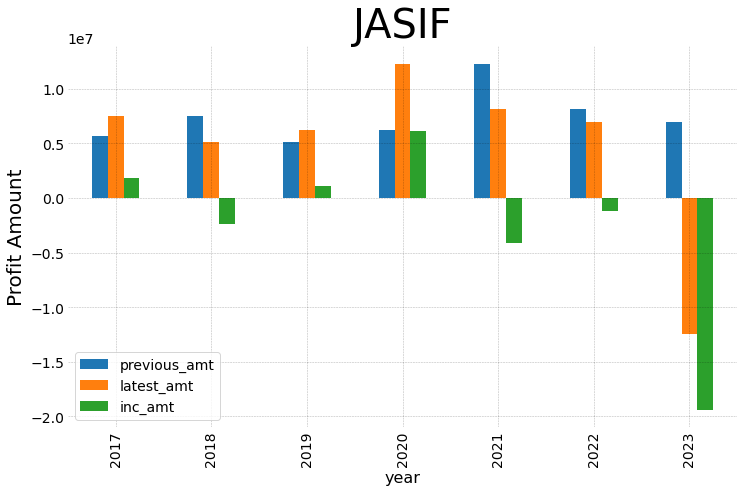 JASIF
1e7
1.0
0.5
0.0
−0.5
−1.0
−1.5
−2.0
Profit Amount
previous_amt
latest_amt
inc_amt
2017 2018 2019 2020 2021 2022 2023
year